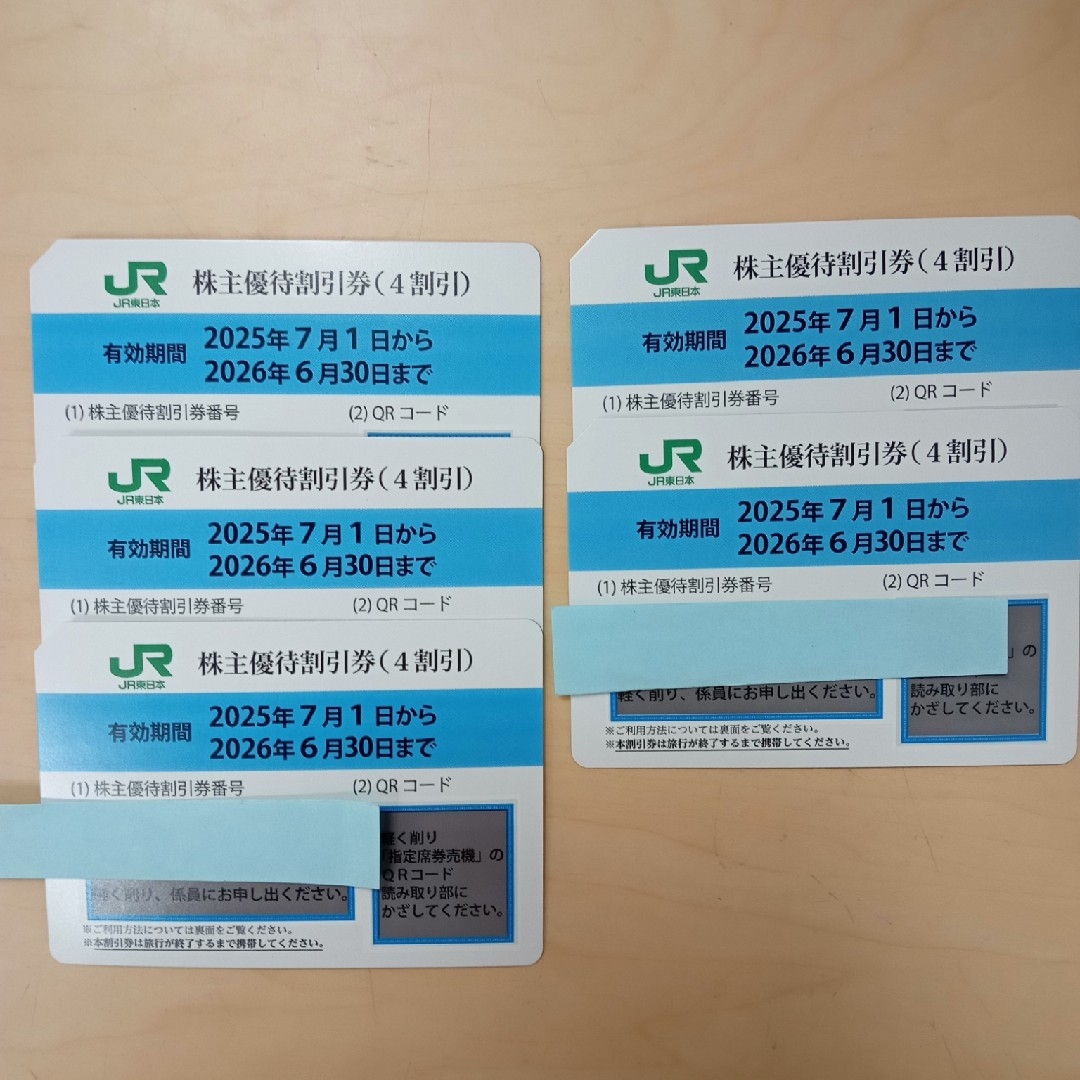 JR
JR東日本
株主優待割引券(4割引)
有効期間
2025年7月1日から
2026年6月30日まで
(1) 株主優待割引券番号
(2) QRコード
JR
JR東日本
株主優待割引券(4割引)
有効期間
2025年7月1日から
2026年6月30日まで
(1) 株主優待割引券番号
(2) QRコード
JR
JR東日本
株主優待割引券(4割引)
有効期間
2025年7月1日から
2026年6月30日まで
(1) 株主優待割引券番号
(2) QRコード
軽く削り、係員にお申し出ください。
軽く削り
「指定席券売機」の
QRコード
読み取り部に
かざしてください。
※ご利用方法については裏面をご覧ください。
※本割引券は旅行が終了するまで携帯してください。
JR
JR東日本
株主優待割引券(4割引)
有効期間
2025年7月1日から
2026年6月30日まで
(1) 株主優待割引券番号
(2) QRコード
JR
JR東日本
株主優待割引券(4割引)
有効期間
2025年7月1日から
2026年6月30日まで
(1) 株主優待割引券番号
(2) QRコード
軽く削り、係員にお申し出ください。
」の
読み取り部に
かざしてください。
※ご利用方法については裏面をご覧ください。
※本割引券は旅行が終了するまで携帯してください。